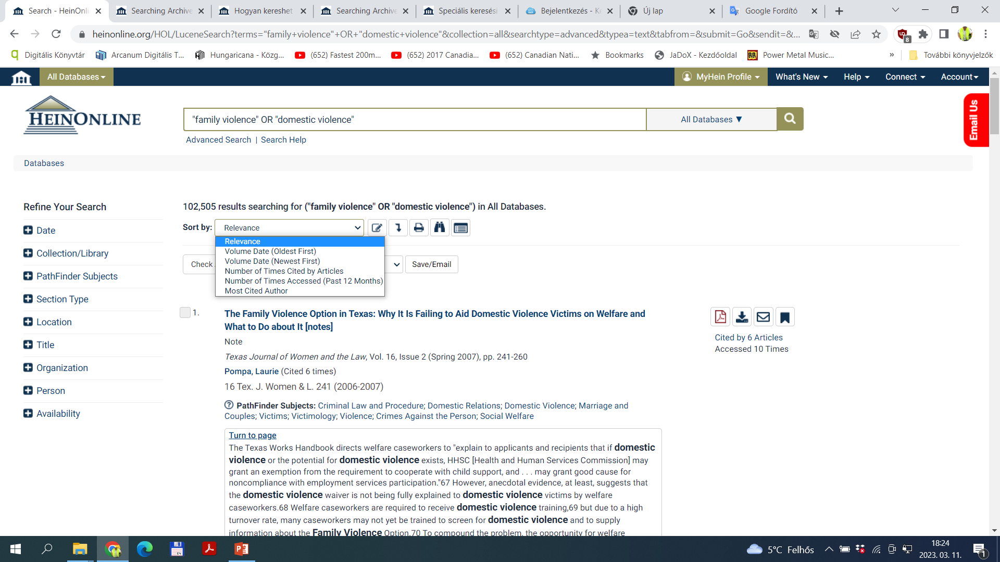 Search - HeinOnli
Searching Archive
Hogyan kereshet
Searching Archive
Speciális keresési
Bejelentkezés - K
Új lap
Google Fordító
heinonline.org/HOL/LuceneSearch?terms="family+violence"+OR+"domestic+violence"&collection=all&searchtype=advanced&typea=text&tabfrom=&submit=Go&sendit=&...
8
Digitális Könyvtár
Arcanum Digitális T...
Hungaricana - Közg...
(652) Fastest 200m...
(652) 2017 Canadia...
(652) Canadian Nati...
Bookmarks
JaDoX - Kezdőoldal
RR
Power Metal Music...
»
További könyvjelzők
All Databases
MyHein Profile
What's New
Help
Connect
Account
HEINONLINE
"family violence" OR "domestic violence"
All Databases ▼
Email Us
Advanced Search | Search Help
Databases
Refine Your Search
Date
Collection/Library
PathFinder Subjects
Section Type
Location
Title
Organization
Person
Availability
102,505 results searching for ("family violence" OR "domestic violence") in All Databases.
Sort by:
Relevance
Relevance
Volume Date (Oldest First)
Volume Date (Newest First)
Number of Times Cited by Articles
Number of Times Accessed (Past 12 Months)
Most Cited Author
Check
Save/Email
1.
The Family Violence Option in Texas: Why It Is Failing to Aid Domestic Violence Victims on Welfare and
What to Do about It [notes]
Note
Texas Journal of Women and the Law, Vol. 16, Issue 2 (Spring 2007), pp. 241-260
Pompa, Laurie (Cited 6 times)
16 Tex. J. Women & L. 241 (2006-2007)
PathFinder Subjects: Criminal Law and Procedure; Domestic Relations; Domestic Violence; Marriage and
Couples; Victims; Victimology; Violence; Crimes Against the Person; Social Welfare
Cited by 6 Articles
Accessed 10 Times
Turn to page
The Texas Works Handbook directs welfare caseworkers to "explain to applicants and recipients that if domestic
violence or the potential for domestic violence exists, HHSC [Health and Human Services Commission] may
grant an exemption from the requirement to cooperate with child support, and . . . may grant good cause for
noncompliance with employment services participation."67 However, anecdotal evidence, at least, suggests that
the domestic violence waiver is not being fully explained to domestic violence victims by welfare
caseworkers.68 Welfare caseworkers are required to receive domestic violence training,69 but due to a high
turnover rate, many caseworkers may not yet be trained to screen for domestic violence and to supply
information about the Family Violence Option.70 To compound the problem, the opportunity for welfare
64
5°C Felhős
18:24
2023. 03. 11.
1